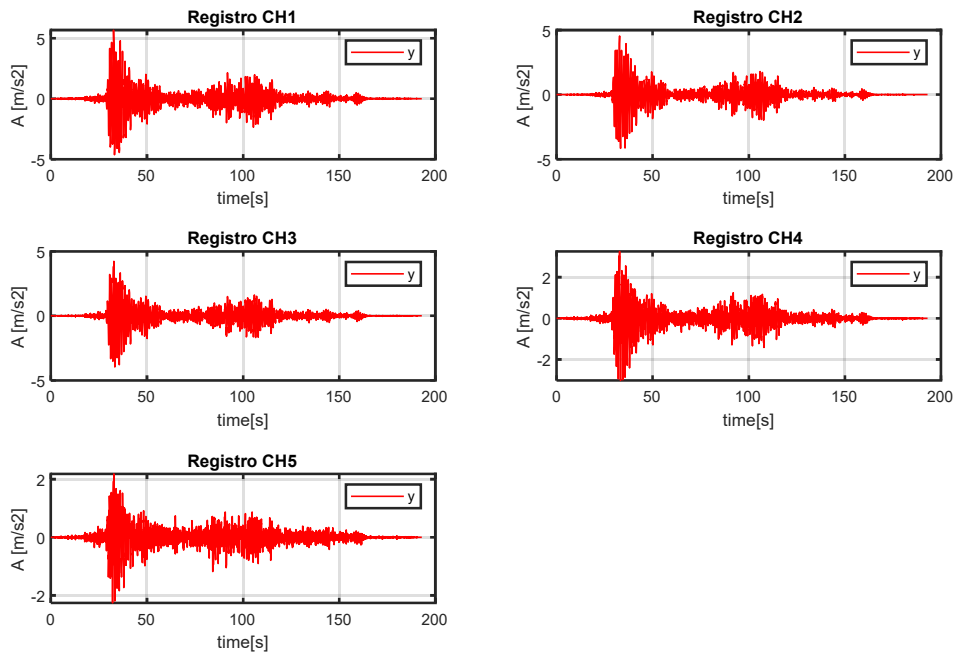 Registro CH1
y
5
0
-5
A [m/s2]
0 50 100 150 200
time[s]
Registro CH2
y
5
0
-5
A [m/s2]
0 50 100 150 200
time[s]
Registro CH3
y
5
0
-5
A [m/s2]
0 50 100 150 200
time[s]
Registro CH4
y
2
0
-2
A [m/s2]
0 50 100 150 200
time[s]
Registro CH5
y
2
0
-2
A [m/s2]
0 50 100 150 200
time[s]